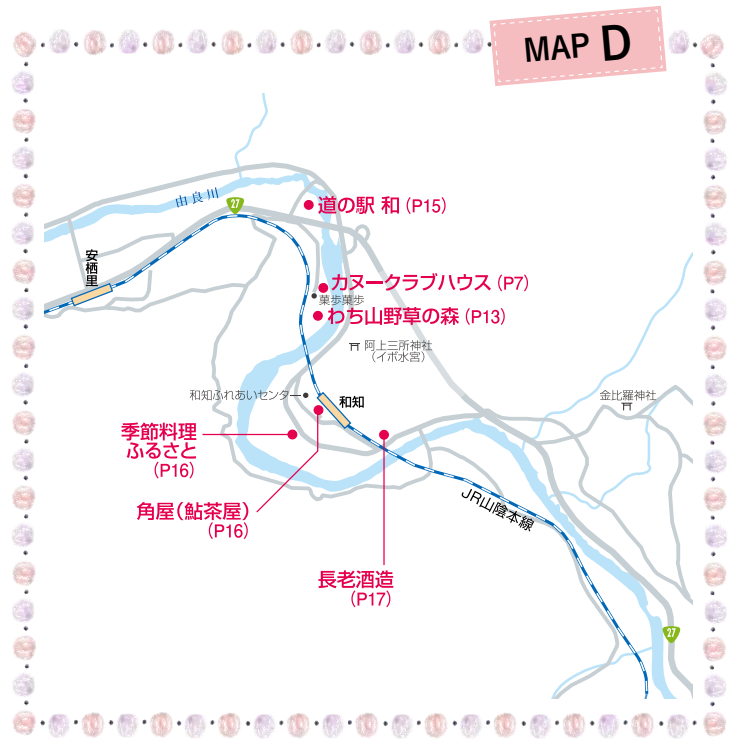 MAP D
由良川
27
道の駅 和(P15)
安栖里
カヌークラブハウス(P7)
菓歩菓歩
わち山野草の森(P13)
阿上三所神社
(イボ水宮)
和知ふれあいセンター
和知
金比羅神社
季節料理
ふるさと
(P16)
角屋(鮎茶屋)
(P16)
JR山陰本線
長老酒造
(P17)
27